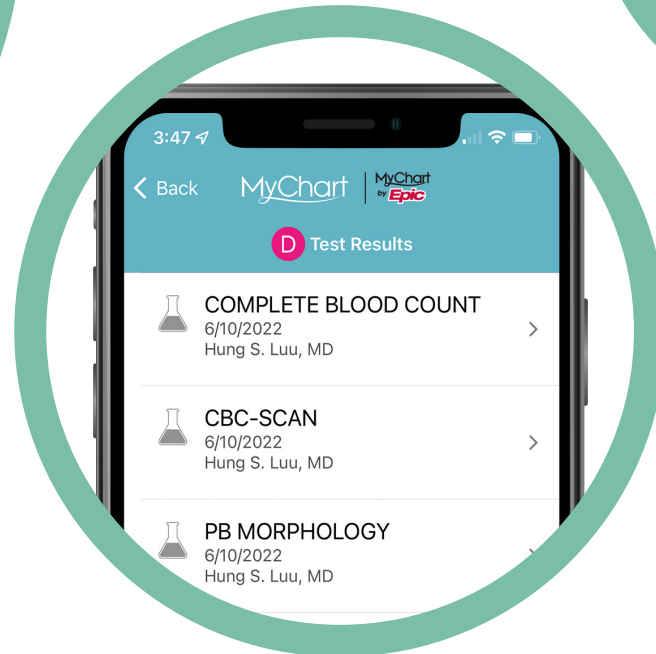 3:47
Back MyChart MyChart
by Epic
D Test Results
COMPLETE BLOOD COUNT
6/10/2022
Hung S. Luu, MD
CBC-SCAN
6/10/2022
Hung S. Luu, MD
PB MORPHOLOGY
6/10/2022
Hung S. Luu, MD